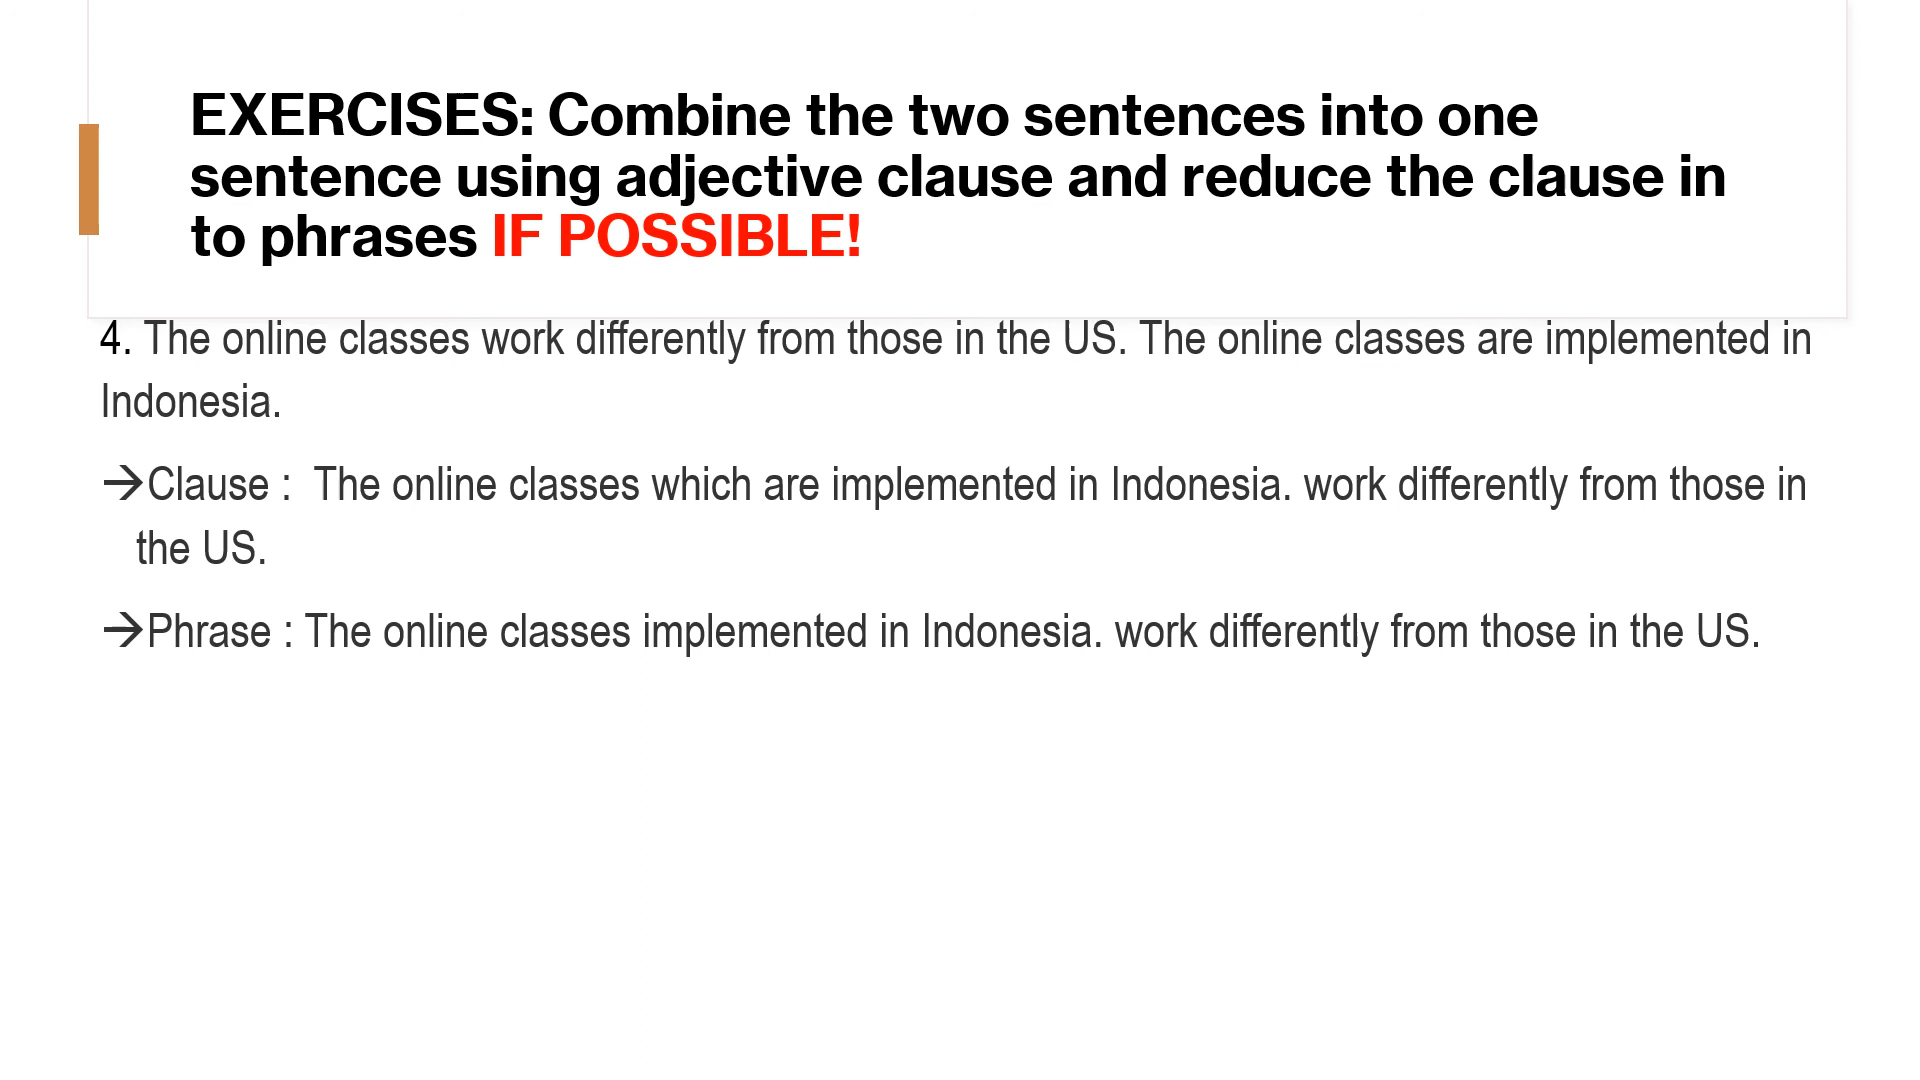 EXERCISES: Combine the two sentences into one
sentence using adjective clause and reduce the clause in
to phrases IF POSSIBLE!
4. The online classes work differently from those in the US. The online classes are implemented in
Indonesia.
→Clause :  The online classes which are implemented in Indonesia. work differently from those in
the US.
→Phrase : The online classes implemented in Indonesia. work differently from those in the US.